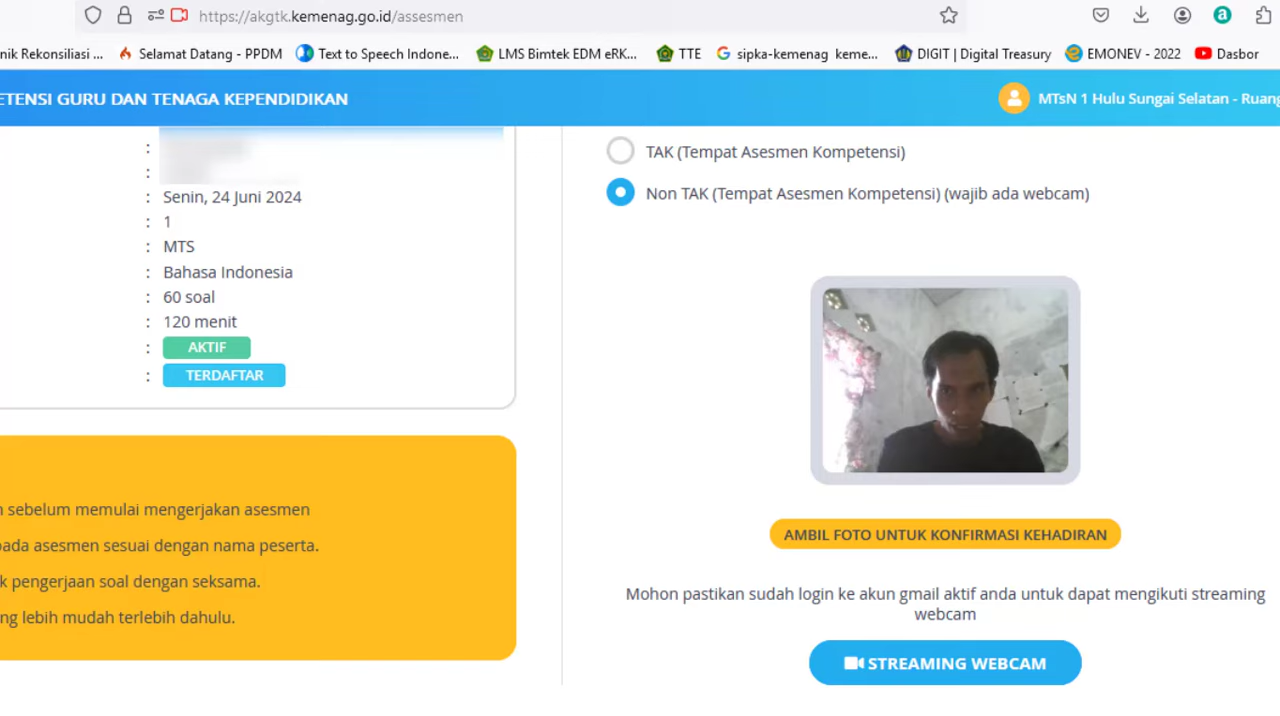 https://akgtk.kemenag.go.id/assesmen
nik Rekonsiliasi ...
Selamat Datang - PPDM
Text to Speech Indone...
LMS Bimtek EDM eRK...
TTE
sipka-kemenag keme...
DIGIT | Digital Treasury
EMONEV - 2022
Dasbor
ETENSI GURU DAN TENAGA KEPENDIDIKAN
MTsN 1 Hulu Sungai Selatan - Ruang
:
:
: Senin, 24 Juni 2024
: 1
: MTS
: Bahasa Indonesia
: 60 soal
: 120 menit
: AKTIF
: TERDAFTAR
n sebelum memulai mengerjakan asesmen
pada asesmen sesuai dengan nama peserta.
k pengerjaan soal dengan seksama.
ng lebih mudah terlebih dahulu.
TAK (Tempat Asesmen Kompetensi)
Non TAK (Tempat Asesmen Kompetensi) (wajib ada webcam)
AMBIL FOTO UNTUK KONFIRMASI KEHADIRAN
Mohon pastikan sudah login ke akun gmail aktif anda untuk dapat mengikuti streaming
webcam
STREAMING WEBCAM